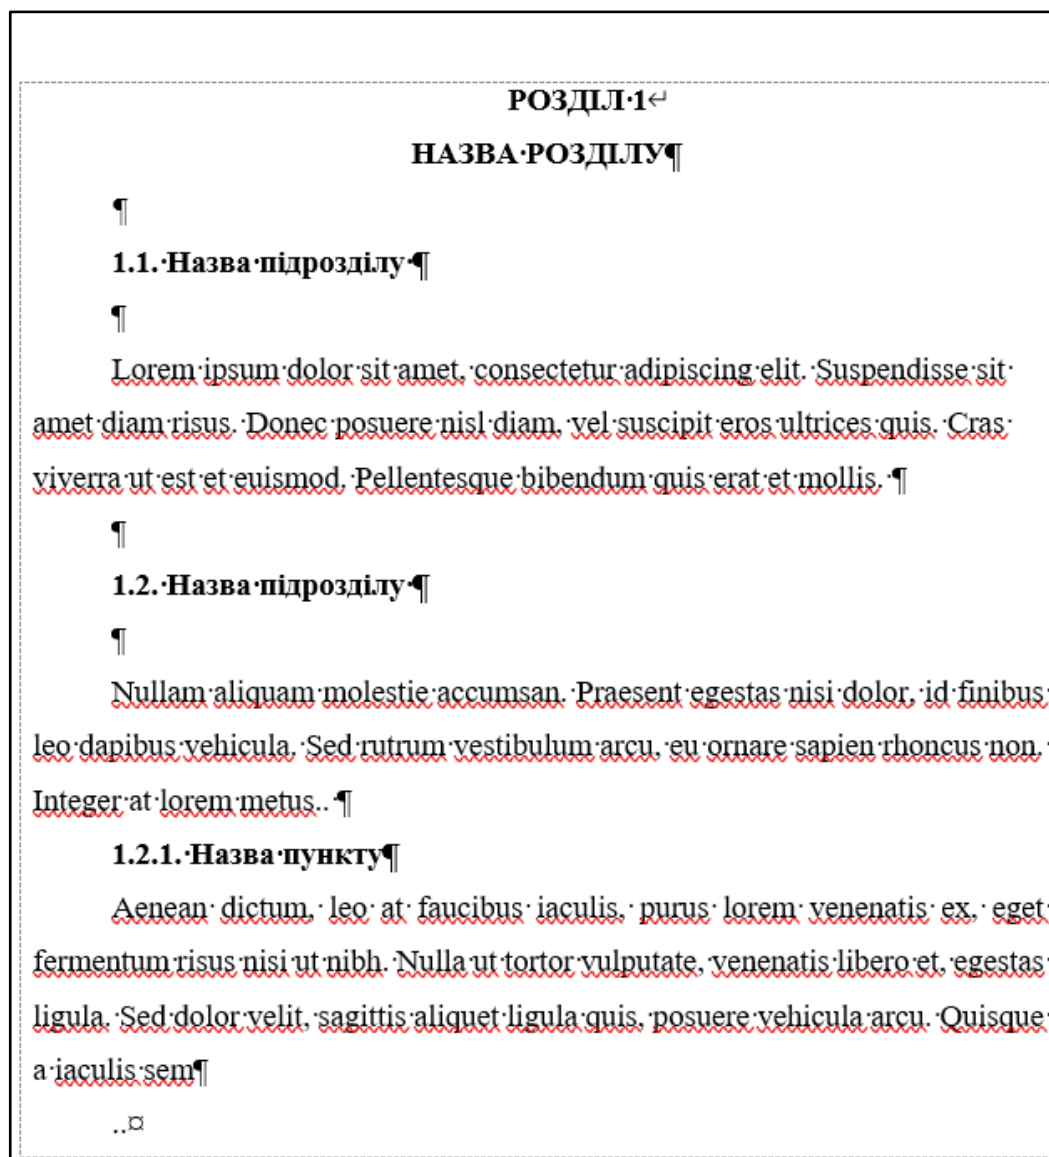 РОЗДІЛ·1↵
НАЗВА·РОЗДІЛУ¶
¶
1.1.·Назва·підрозділу·¶
¶
Lorem·ipsum·dolor·sit·amet,·consectetur·adipiscing·elit.·Suspendisse·sit·
amet·diam·risus.·Donec·posuere·nisl·diam,·vel·suscipit·eros·ultrices·quis.·Cras·
viverra·ut·est·et·euismod.·Pellentesque·bibendum·quis·erat·et·mollis.·¶
¶
1.2.·Назва·підрозділу·¶
¶
Nullam·aliquam·molestie·accumsan.·Praesent·egestas·nisi·dolor,·id·finibus·
leo·dapibus·vehicula.·Sed·rutrum·vestibulum·arcu,·eu·ornare·sapien·rhoncus·non.·
Integer·at·lorem·metus..·¶
1.2.1.·Назва·пункту¶
Aenean·dictum,·leo·at·faucibus·iaculis,·purus·lorem·venenatis·ex,·eget·
fermentum·risus·nisi·ut·nibh.·Nulla·ut·tortor·vulputate,·venenatis·libero·et,·egestas·
ligula.·Sed·dolor·velit,·sagittis·aliquet·ligula·quis,·posuere·vehicula·arcu.·Quisque·
a·iaculis·sem¶
..¤